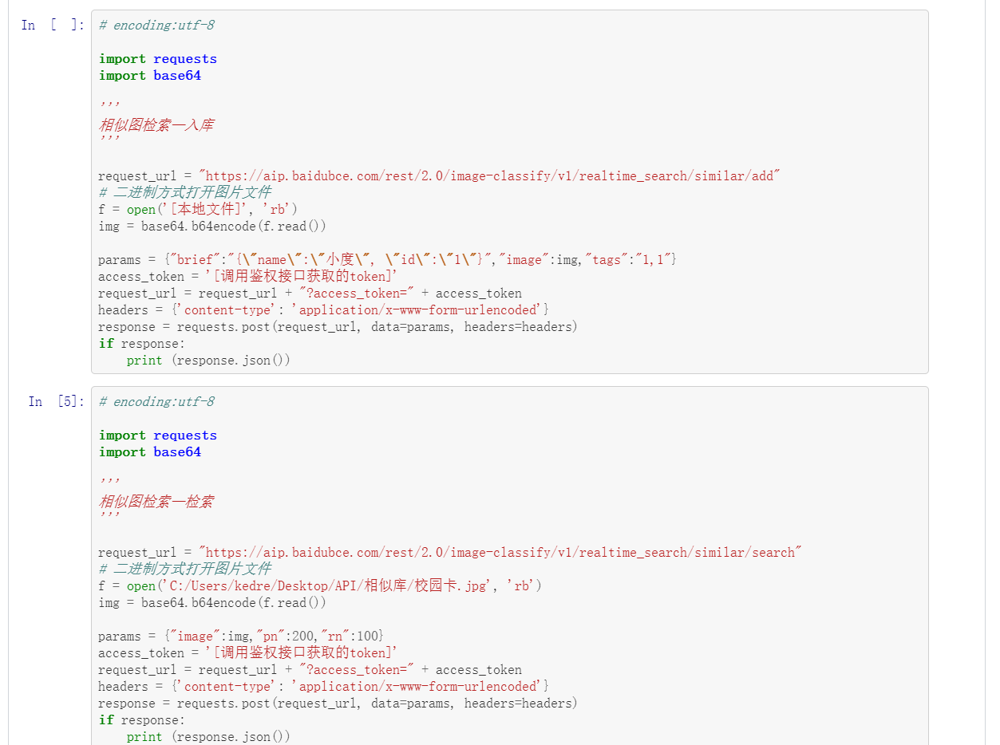 In [ ]:
# encoding:utf-8
import requests
import base64
'''
相似图检索—入库
'''
request_url = "https://aip.baidubce.com/rest/2.0/image-classify/v1/realtime_search/similar/add"
# 二进制方式打开图片文件
f = open('[本地文件]', 'rb')
img = base64.b64encode(f.read())
params = {"brief":"{\"name\":\"小度\", \"id\":\"1\"}","image":img,"tags":"1,1"}
access_token = '[调用鉴权接口获取的token]'
request_url = request_url + "?access_token=" + access_token
headers = {'content-type': 'application/x-www-form-urlencoded'}
response = requests.post(request_url, data=params, headers=headers)
if response:
    print (response.json())
In [5]:
# encoding:utf-8
import requests
import base64
'''
相似图检索—检索
'''
request_url = "https://aip.baidubce.com/rest/2.0/image-classify/v1/realtime_search/similar/search"
# 二进制方式打开图片文件
f = open('C:/Users/kedre/Desktop/API/相似库/校园卡.jpg', 'rb')
img = base64.b64encode(f.read())
params = {"image":img,"pn":200,"rn":100}
access_token = '[调用鉴权接口获取的token]'
request_url = request_url + "?access_token=" + access_token
headers = {'content-type': 'application/x-www-form-urlencoded'}
response = requests.post(request_url, data=params, headers=headers)
if response:
    print (response.json())